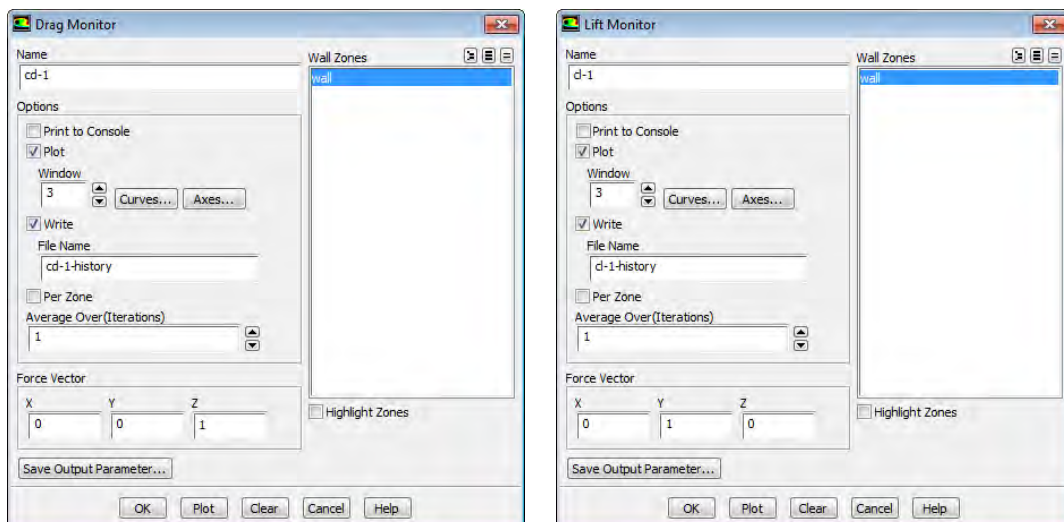 Drag Monitor
Name
cd-1
Options
Print to Console
Plot
Window
3
Curves...
Axes...
Write
File Name
cd-1-history
Per Zone
Average Over(Iterations)
1
Force Vector
X Y Z
0 0 1
Save Output Parameter...
Wall Zones
wall
Highlight Zones
OK Plot Clear Cancel Help
Lift Monitor
Name
cl-1
Options
Print to Console
Plot
Window
3
Curves...
Axes...
Write
File Name
cl-1-history
Per Zone
Average Over(Iterations)
1
Force Vector
X Y Z
0 1 0
Save Output Parameter...
Wall Zones
wall
Highlight Zones
OK Plot Clear Cancel Help